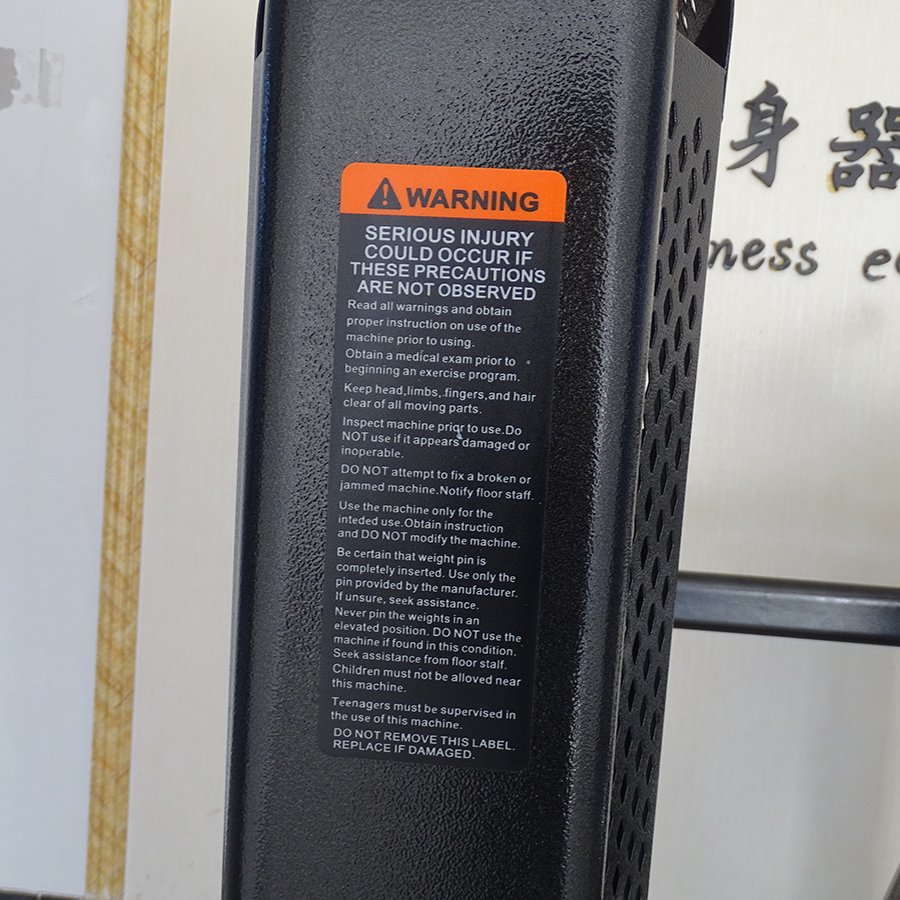 WARNING
SERIOUS INJURY
COULD OCCUR IF
THESE PRECAUTIONS
ARE NOT OBSERVED
Read all warnings and obtain
proper instruction on use of the
machine prior to using.
Obtain a medical exam prior to
beginning an exercise program.
Keep head,limbs,.fingers,and hair
clear of all moving parts.
Inspect machine prior to use.Do
NOT use if it appears damaged or
inoperable.
DO NOT attempt to fix a broken or
jammed machine.Notify floor staff.
Use the machine only for the
inteded use.Obtain instruction
and DO NOT modify the machine.
Be certain that weight pin is
completely inserted. Use only the
pin provided by the manufacturer.
If unsure, seek assistance.
Never pin the weights in an
elevated position. DO NOT use the
machine if found in this condition.
Seek assistance from floor stalf.
Children must not be alloved near
this machine.
Teenagers must be supervised in
the use of this machine.
DO NOT REMOVE THIS LABEL.
REPLACE IF DAMAGED.
身器
ness